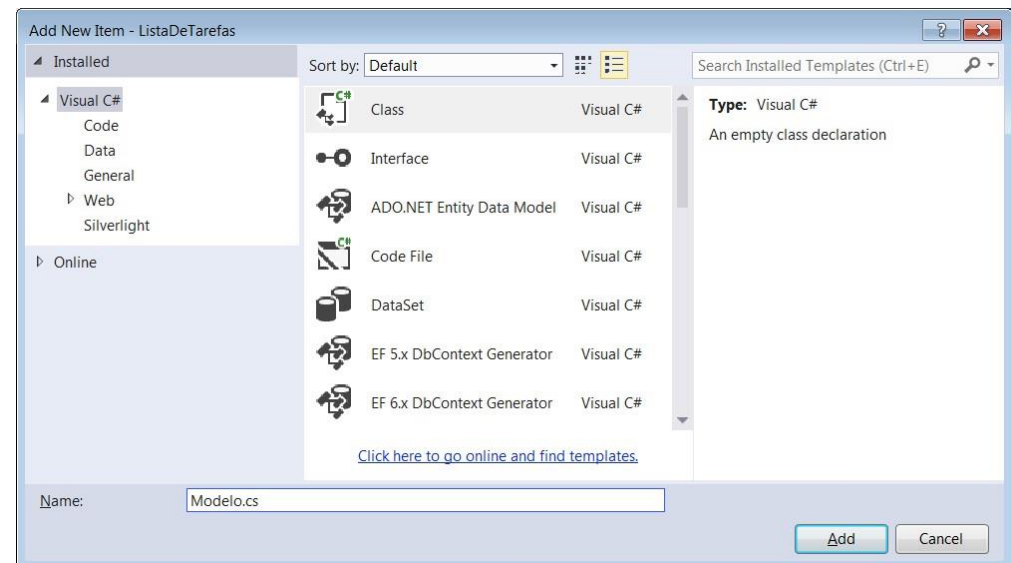 Add New Item - ListaDeTarefas
Installed
Visual C#
Code
Data
General
Web
Silverlight
Online
Sort by: Default
C# Class Visual C#
Interface Visual C#
ADO.NET Entity Data Model Visual C#
C# Code File Visual C#
DataSet Visual C#
EF 5.x DbContext Generator Visual C#
EF 6.x DbContext Generator Visual C#
Click here to go online and find templates.
Search Installed Templates (Ctrl+E)
Type: Visual C#
An empty class declaration
Name: Modelo.cs
Add Cancel